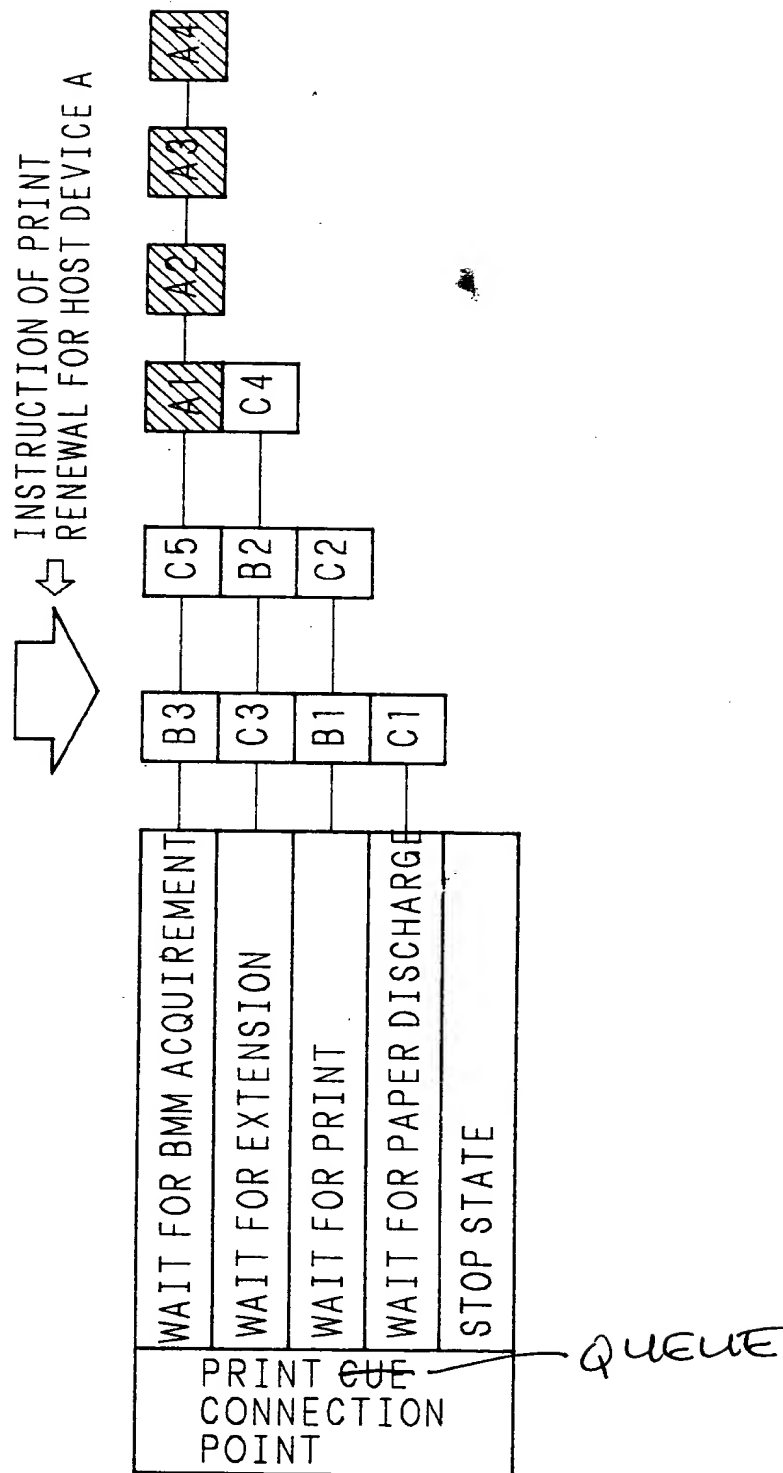 INSTRUCTION OF PRINT
RENEWAL FOR HOST DEVICE A
WAIT FOR BMM ACQUIREMENT
B3
C5
A1
A2
A3
A4
WAIT FOR EXTENSION
C3
B2
C4
WAIT FOR PRINT
B1
C2
WAIT FOR PAPER DISCHARGE
C1
STOP STATE
PRINT CUE
CONNECTION
POINT
QUEUE